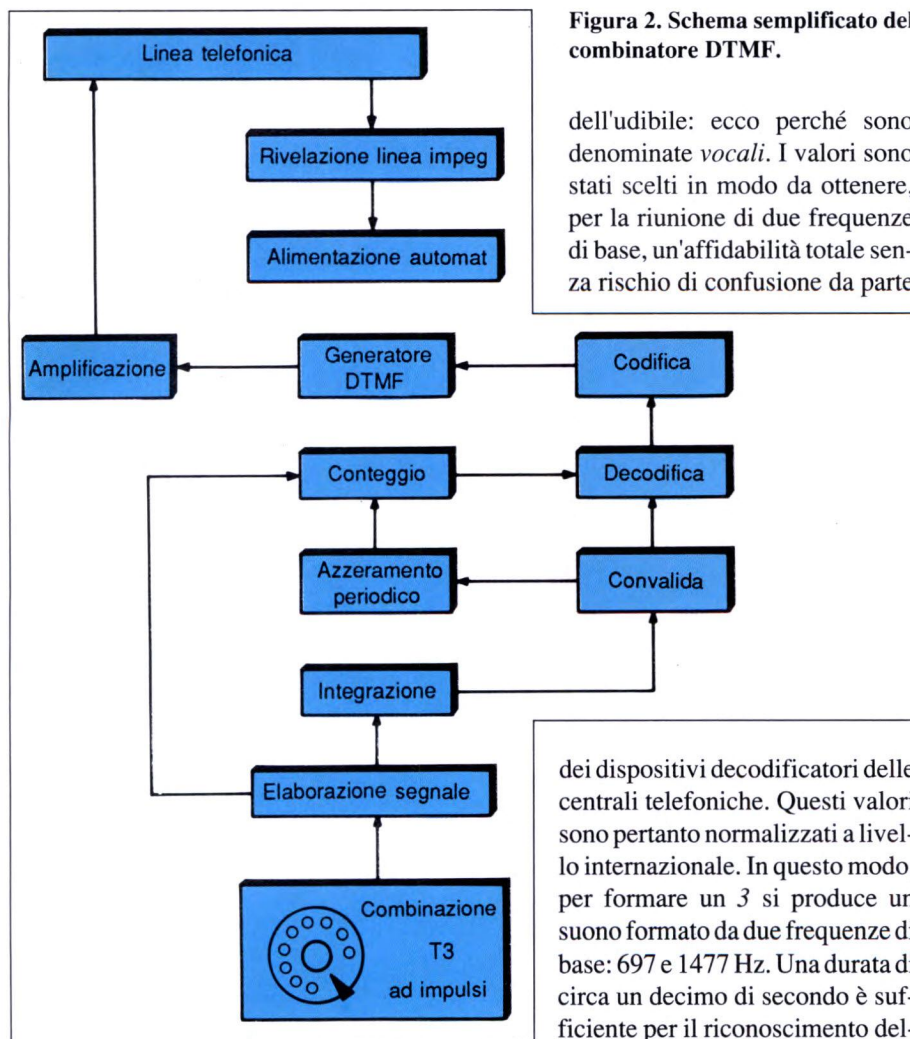 Figura 2. Schema semplificato del
combinatore DTMF.
dell'udibile: ecco perché sono
denominate vocali. I valori sono
stati scelti in modo da ottenere,
per la riunione di due frequenze
di base, un'affidabilità totale sen-
za rischio di confusione da parte
Linea telefonica
Rivelazione linea impeg
Alimentazione automat
Amplificazione
Generatore
DTMF
Codifica
Conteggio
Decodifica
Azzeramento
periodico
Convalida
Integrazione
Elaborazione segnale
Combinazione
T3
ad impulsi
dei dispositivi decodificatori delle
centrali telefoniche. Questi valori
sono pertanto normalizzati a livel-
lo internazionale. In questo modo
per formare un 3 si produce un
suono formato da due frequenze di
base: 697 e 1477 Hz. Una durata di
circa un decimo di secondo è suf-
ficiente per il riconoscimento del-